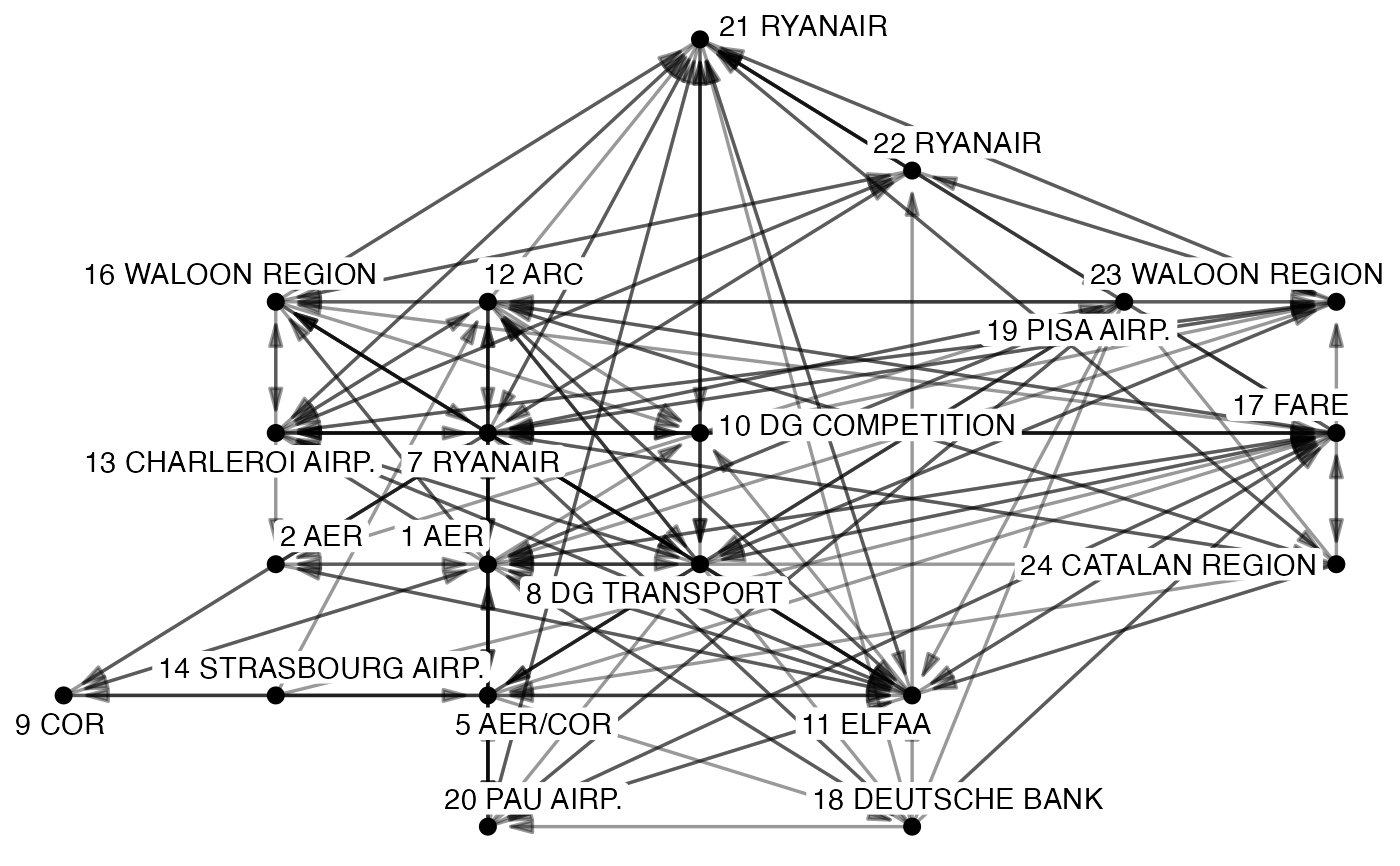 21 RYANAIR
22 RYANAIR
16 WALOON REGION
12 ARC
23 WALOON REGION
19 PISA AIRP.
17 FARE
10 DG COMPETITION
13 CHARLEROI AIRP.
7 RYANAIR
2 AER
1 AER
24 CATALAN REGION
8 DG TRANSPORT
14 STRASBOURG AIRP.
9 COR
5 AER/COR
11 ELFAA
20 PAU AIRP.
18 DEUTSCHE BANK